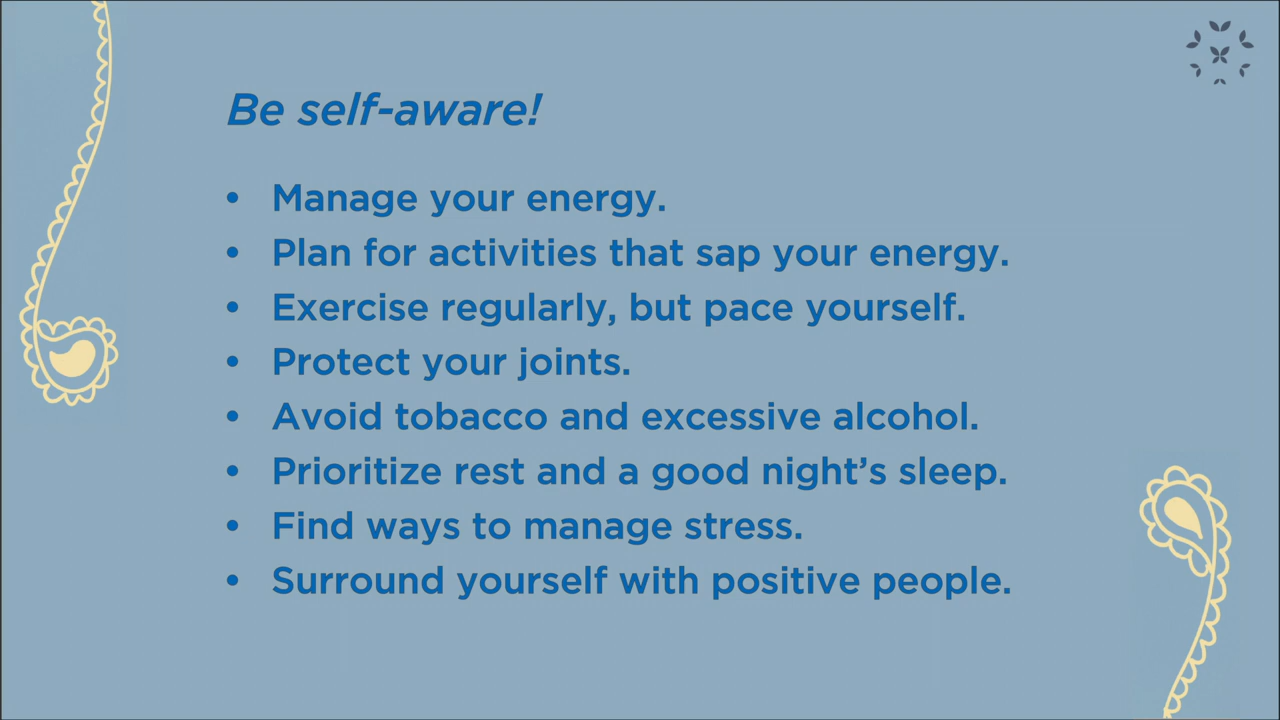 Be self-aware!
• Manage your energy.
• Plan for activities that sap your energy.
• Exercise regularly, but pace yourself.
• Protect your joints.
• Avoid tobacco and excessive alcohol.
• Prioritize rest and a good night’s sleep.
• Find ways to manage stress.
• Surround yourself with positive people.